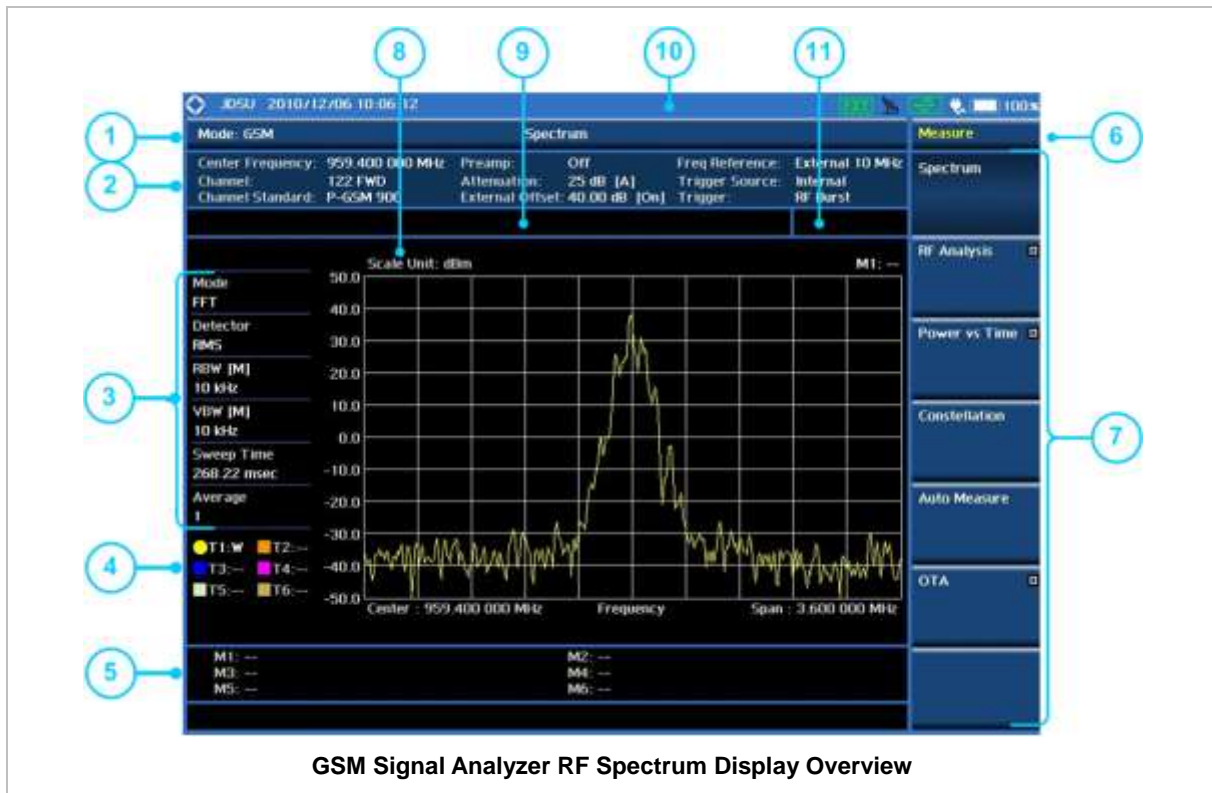 8 9 10 11
JDSU 2010/12/06 10:06:12 100%
1 Mode: GSM Spectrum Measure 6
2 Center Frequency: 959.400 000 MHz Preamp: Off Freq Reference: External 10 MHz
Channel: 122 FWD Attenuation: 25 dB [A] Trigger Source: Internal
Channel Standard: P-GSM 900 External Offset: 40.00 dB [On] Trigger: RF Burst
Spectrum
RF Analysis
Power vs Time
Constellation
Auto Measure
OTA
7
Scale Unit: dBm M1: --
3
Mode
FFT
Detector
RMS
RBW [M]
10 kHz
VBW [M]
10 kHz
Sweep Time
268.22 msec
Average
1
50.0
40.0
30.0
20.0
10.0
0.0
-10.0
-20.0
-30.0
-40.0
-50.0
4
T1:W T2:--
T3:-- T4:--
T5:-- T6:--
Center : 959.400 000 MHz Frequency Span : 3.600 000 MHz
5
M1: -- M2: --
M3: -- M4: --
M5: -- M6: --
GSM Signal Analyzer RF Spectrum Display Overview